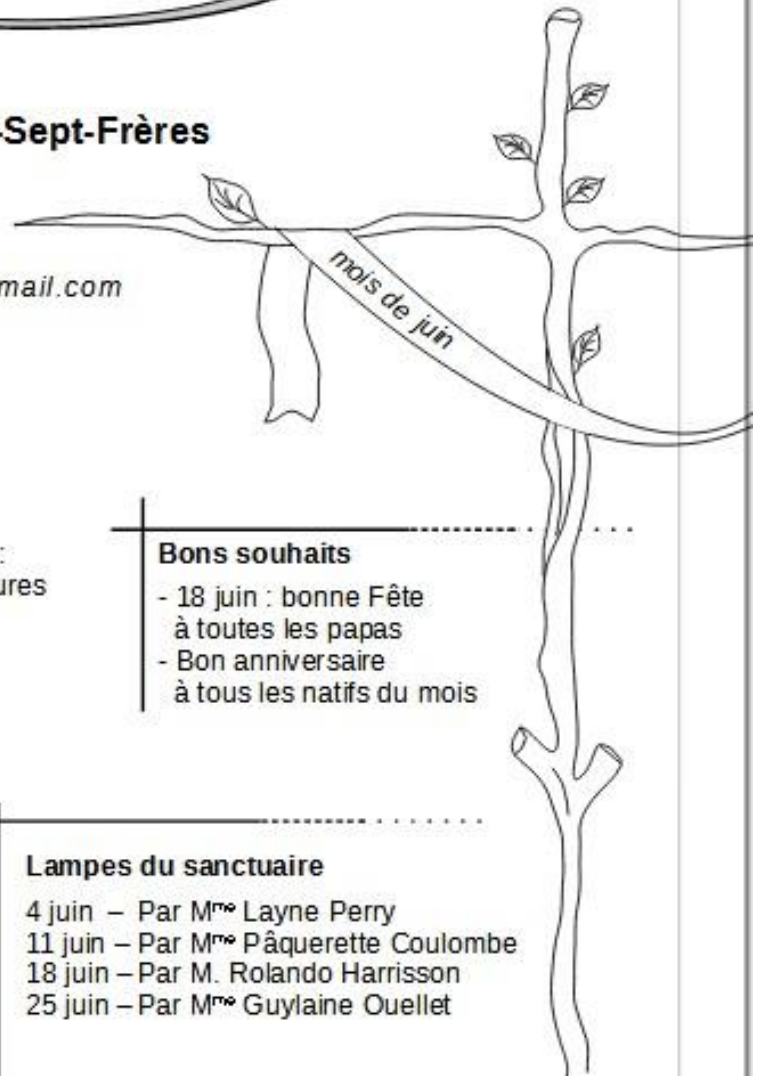 -Sept-Frères
mail.com
mois de juin
:
ures
Bons souhaits
- 18 juin : bonne Fête
à toutes les papas
- Bon anniversaire
à tous les natifs du mois
Lampes du sanctuaire
4 juin – Par Mme Layne Perry
11 juin – Par Mme Pâquerette Coulombe
18 juin – Par M. Rolando Harrisson
25 juin – Par Mme Guylaine Ouellet